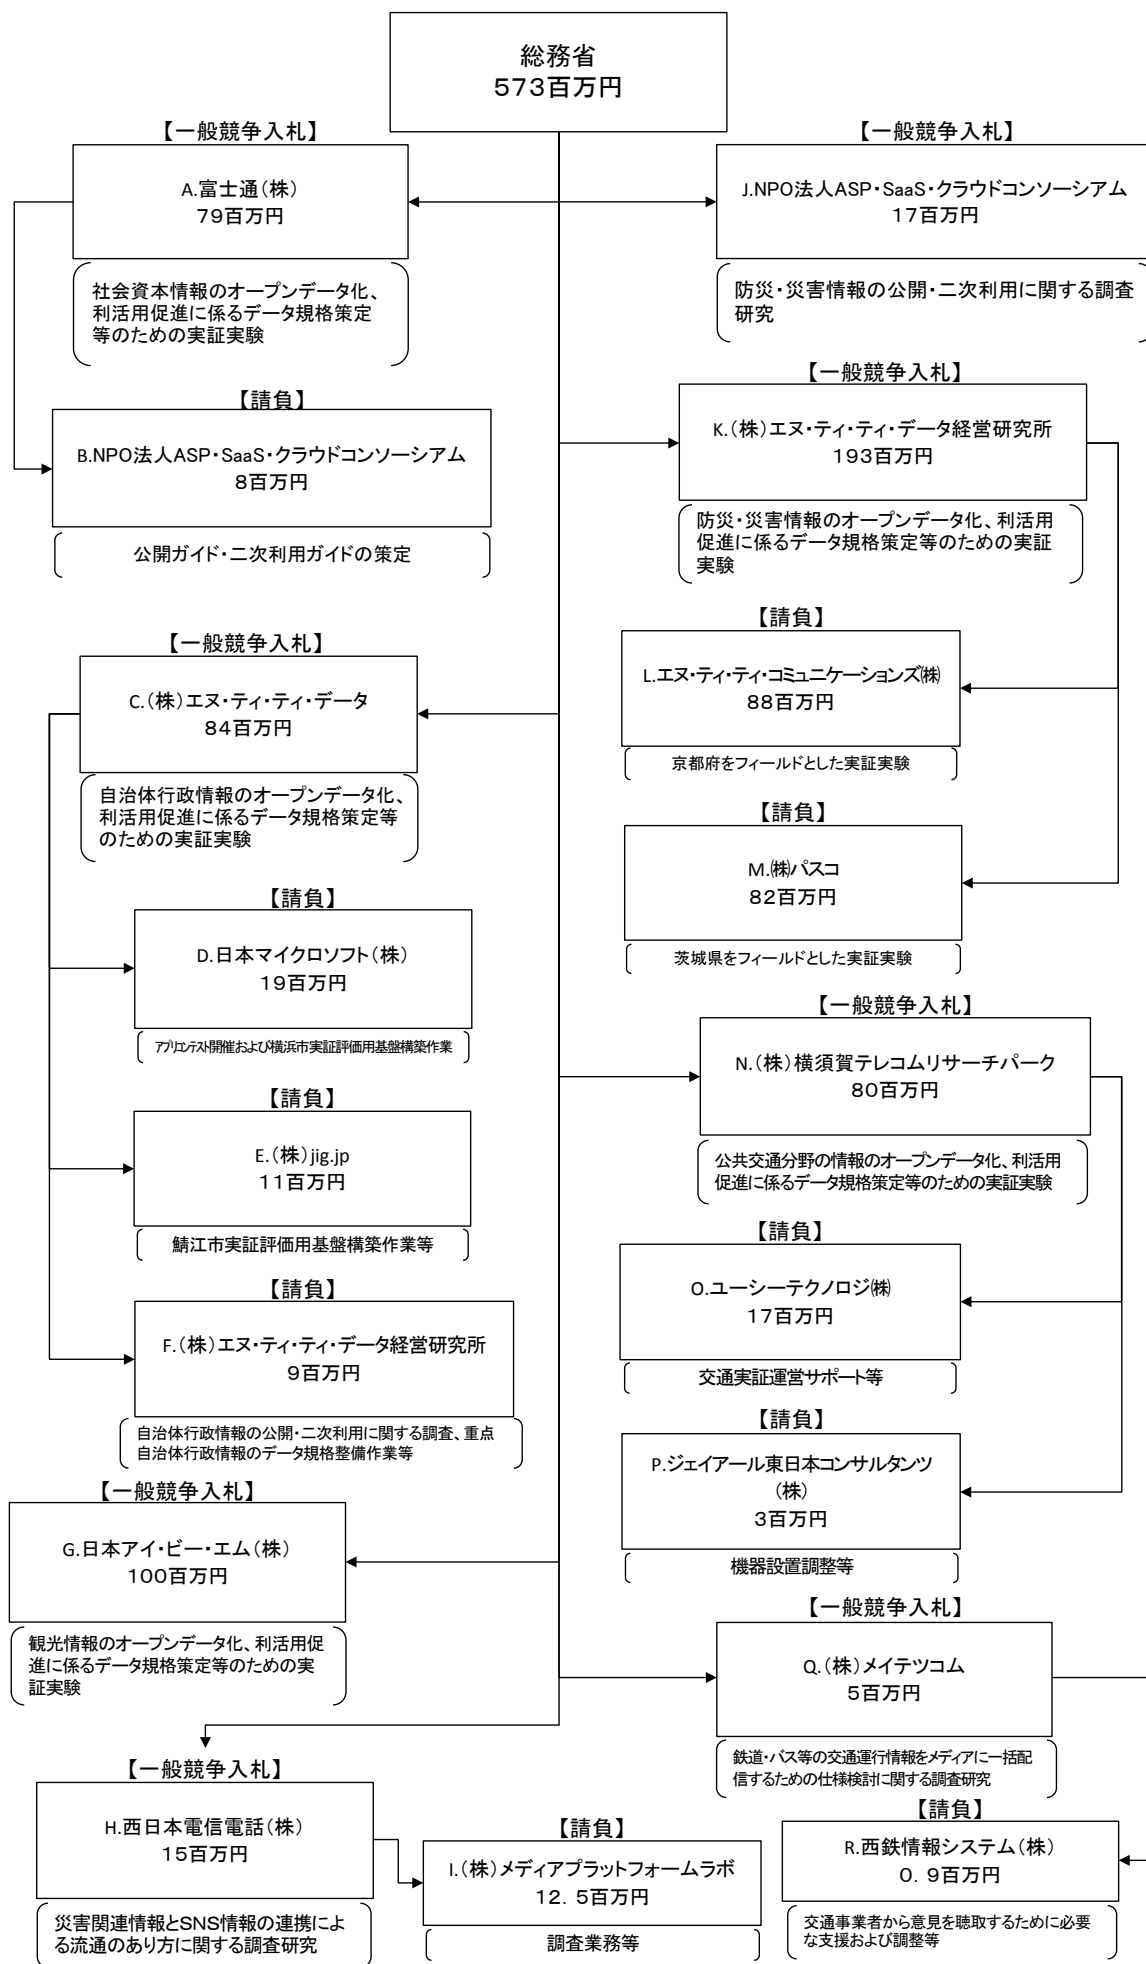 総務省
573百万円
【一般競争入札】
A.富士通(株)
79百万円
社会資本情報のオープンデータ化、
利活用促進に係るデータ規格策定
等のための実証実験
【請負】
B.NPO法人ASP・SaaS・クラウドコンソーシアム
8百万円
公開ガイド・二次利用ガイドの策定
【一般競争入札】
C.(株)エヌ・ティ・ティ・データ
84百万円
自治体行政情報のオープンデータ化、
利活用促進に係るデータ規格策定等
のための実証実験
【請負】
D.日本マイクロソフト(株)
19百万円
アプリコンテスト開催および横浜市実証評価用基盤構築作業
【請負】
E.(株)jig.jp
11百万円
鯖江市実証評価用基盤構築作業等
【請負】
F.(株)エヌ・ティ・ティ・データ経営研究所
9百万円
自治体行政情報の公開・二次利用に関する調査、重点
自治体行政情報のデータ規格整備作業等
【一般競争入札】
G.日本アイ・ビー・エム(株)
100百万円
観光情報のオープンデータ化、利活用促
進に係るデータ規格策定等のための実
証実験
【一般競争入札】
H.西日本電信電話(株)
15百万円
災害関連情報とSNS情報の連携によ
る流通のあり方に関する調査研究
【請負】
I.(株)メディアプラットフォームラボ
12.5百万円
調査業務等
【一般競争入札】
J.NPO法人ASP・SaaS・クラウドコンソーシアム
17百万円
防災・災害情報の公開・二次利用に関する調査
研究
【一般競争入札】
K.(株)エヌ・ティ・ティ・データ経営研究所
193百万円
防災・災害情報のオープンデータ化、利活用
促進に係るデータ規格策定等のための実証
実験
【請負】
L.エヌ・ティ・ティ・コミュニケーションズ㈱
88百万円
京都府をフィールドとした実証実験
【請負】
M.㈱パスコ
82百万円
茨城県をフィールドとした実証実験
【一般競争入札】
N.(株)横須賀テレコムリサーチパーク
80百万円
公共交通分野の情報のオープンデータ化、利活用
促進に係るデータ規格策定等のための実証実験
【請負】
O.ユーシーテクノロジ㈱
17百万円
交通実証運営サポート等
【請負】
P.ジェイアール東日本コンサルタンツ
(株)
3百万円
機器設置調整等
【一般競争入札】
Q.(株)メイテツコム
5百万円
鉄道・バス等の交通運行情報をメディアに一括配
信するための仕様検討に関する調査研究
【請負】
R.西鉄情報システム(株)
0.9百万円
交通事業者から意見を聴取するために必要
な支援および調整等